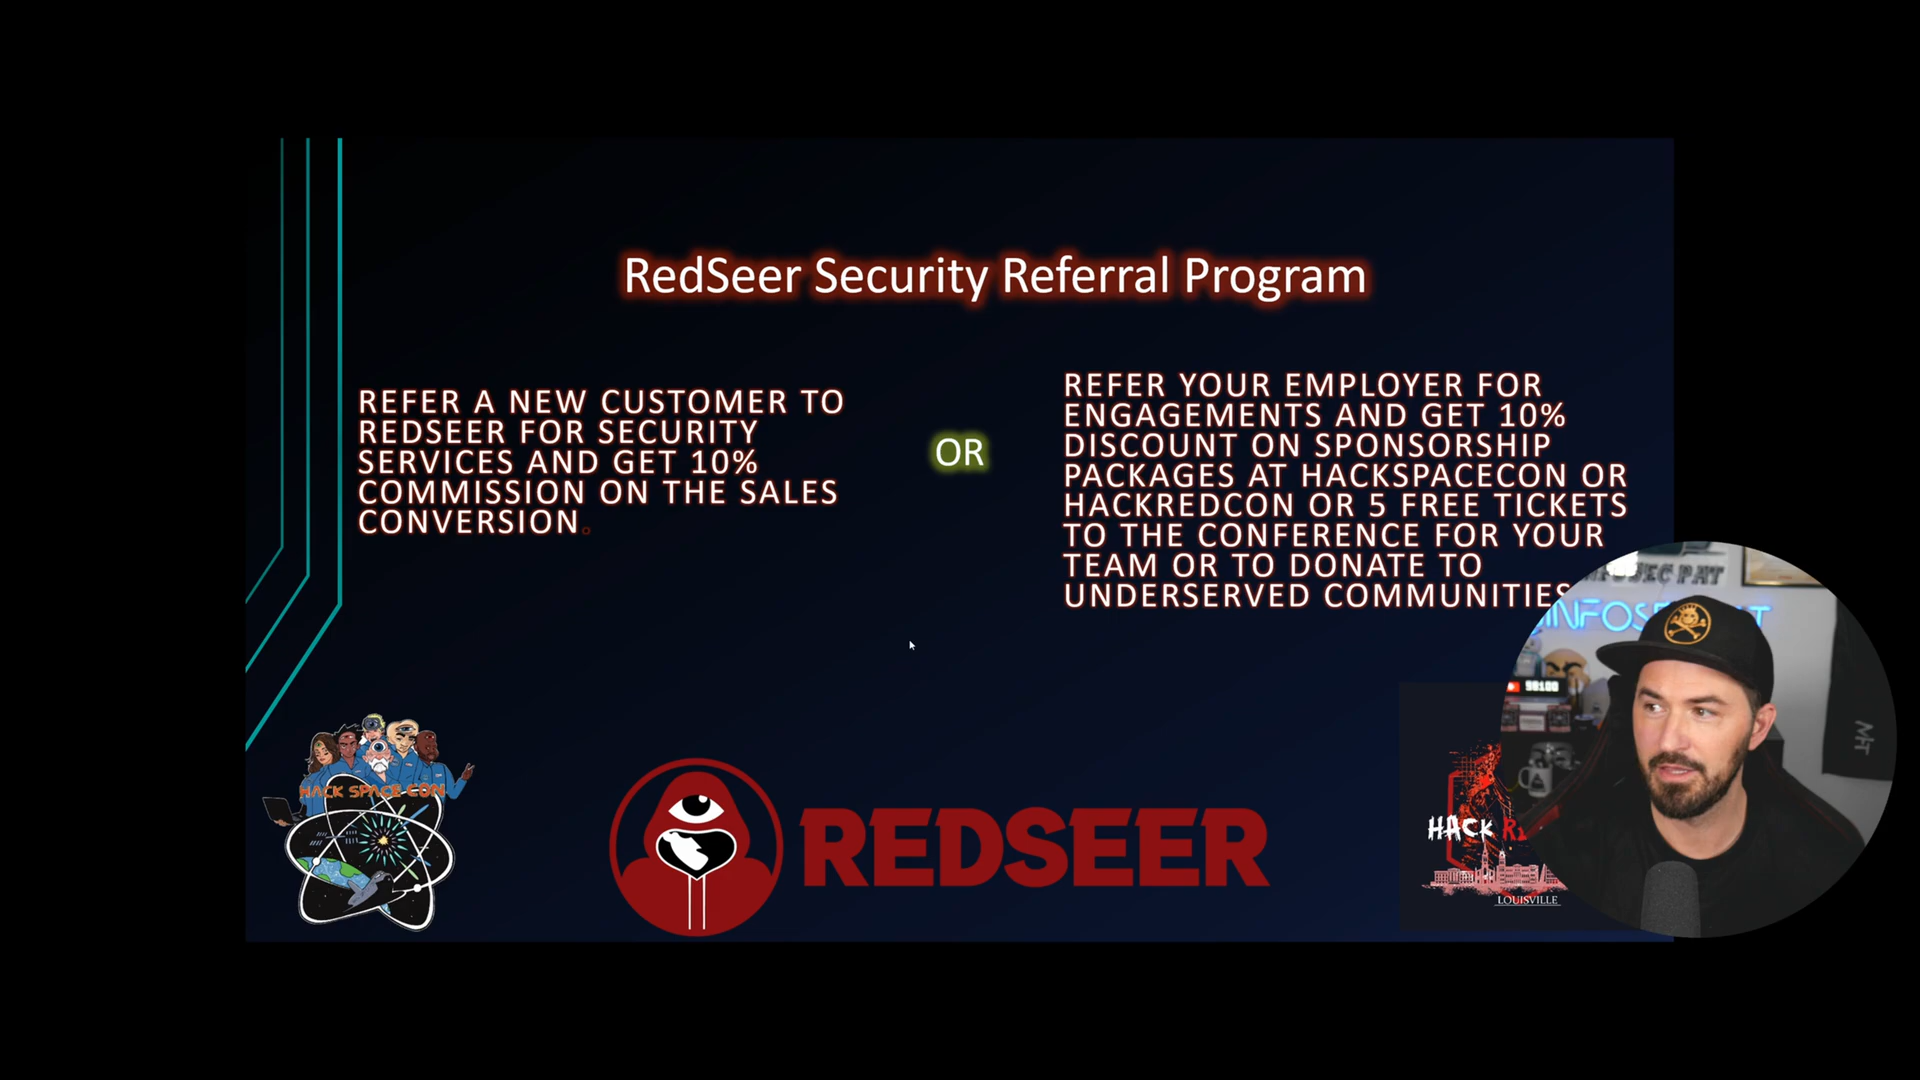 RedSeer Security Referral Program
REFER A NEW CUSTOMER TO
REDSEER FOR SECURITY
SERVICES AND GET 10%
COMMISSION ON THE SALES
CONVERSION.
OR
REFER YOUR EMPLOYER FOR
ENGAGEMENTS AND GET 10%
DISCOUNT ON SPONSORSHIP
PACKAGES AT HACKSPACECON OR
HACKREDCON OR 5 FREE TICKETS
TO THE CONFERENCE FOR YOUR
TEAM OR TO DONATE TO
UNDERSERVED COMMUNITIES
HACK SPACE CON
REDSEER
HACK
LOUISVILLE
PAT